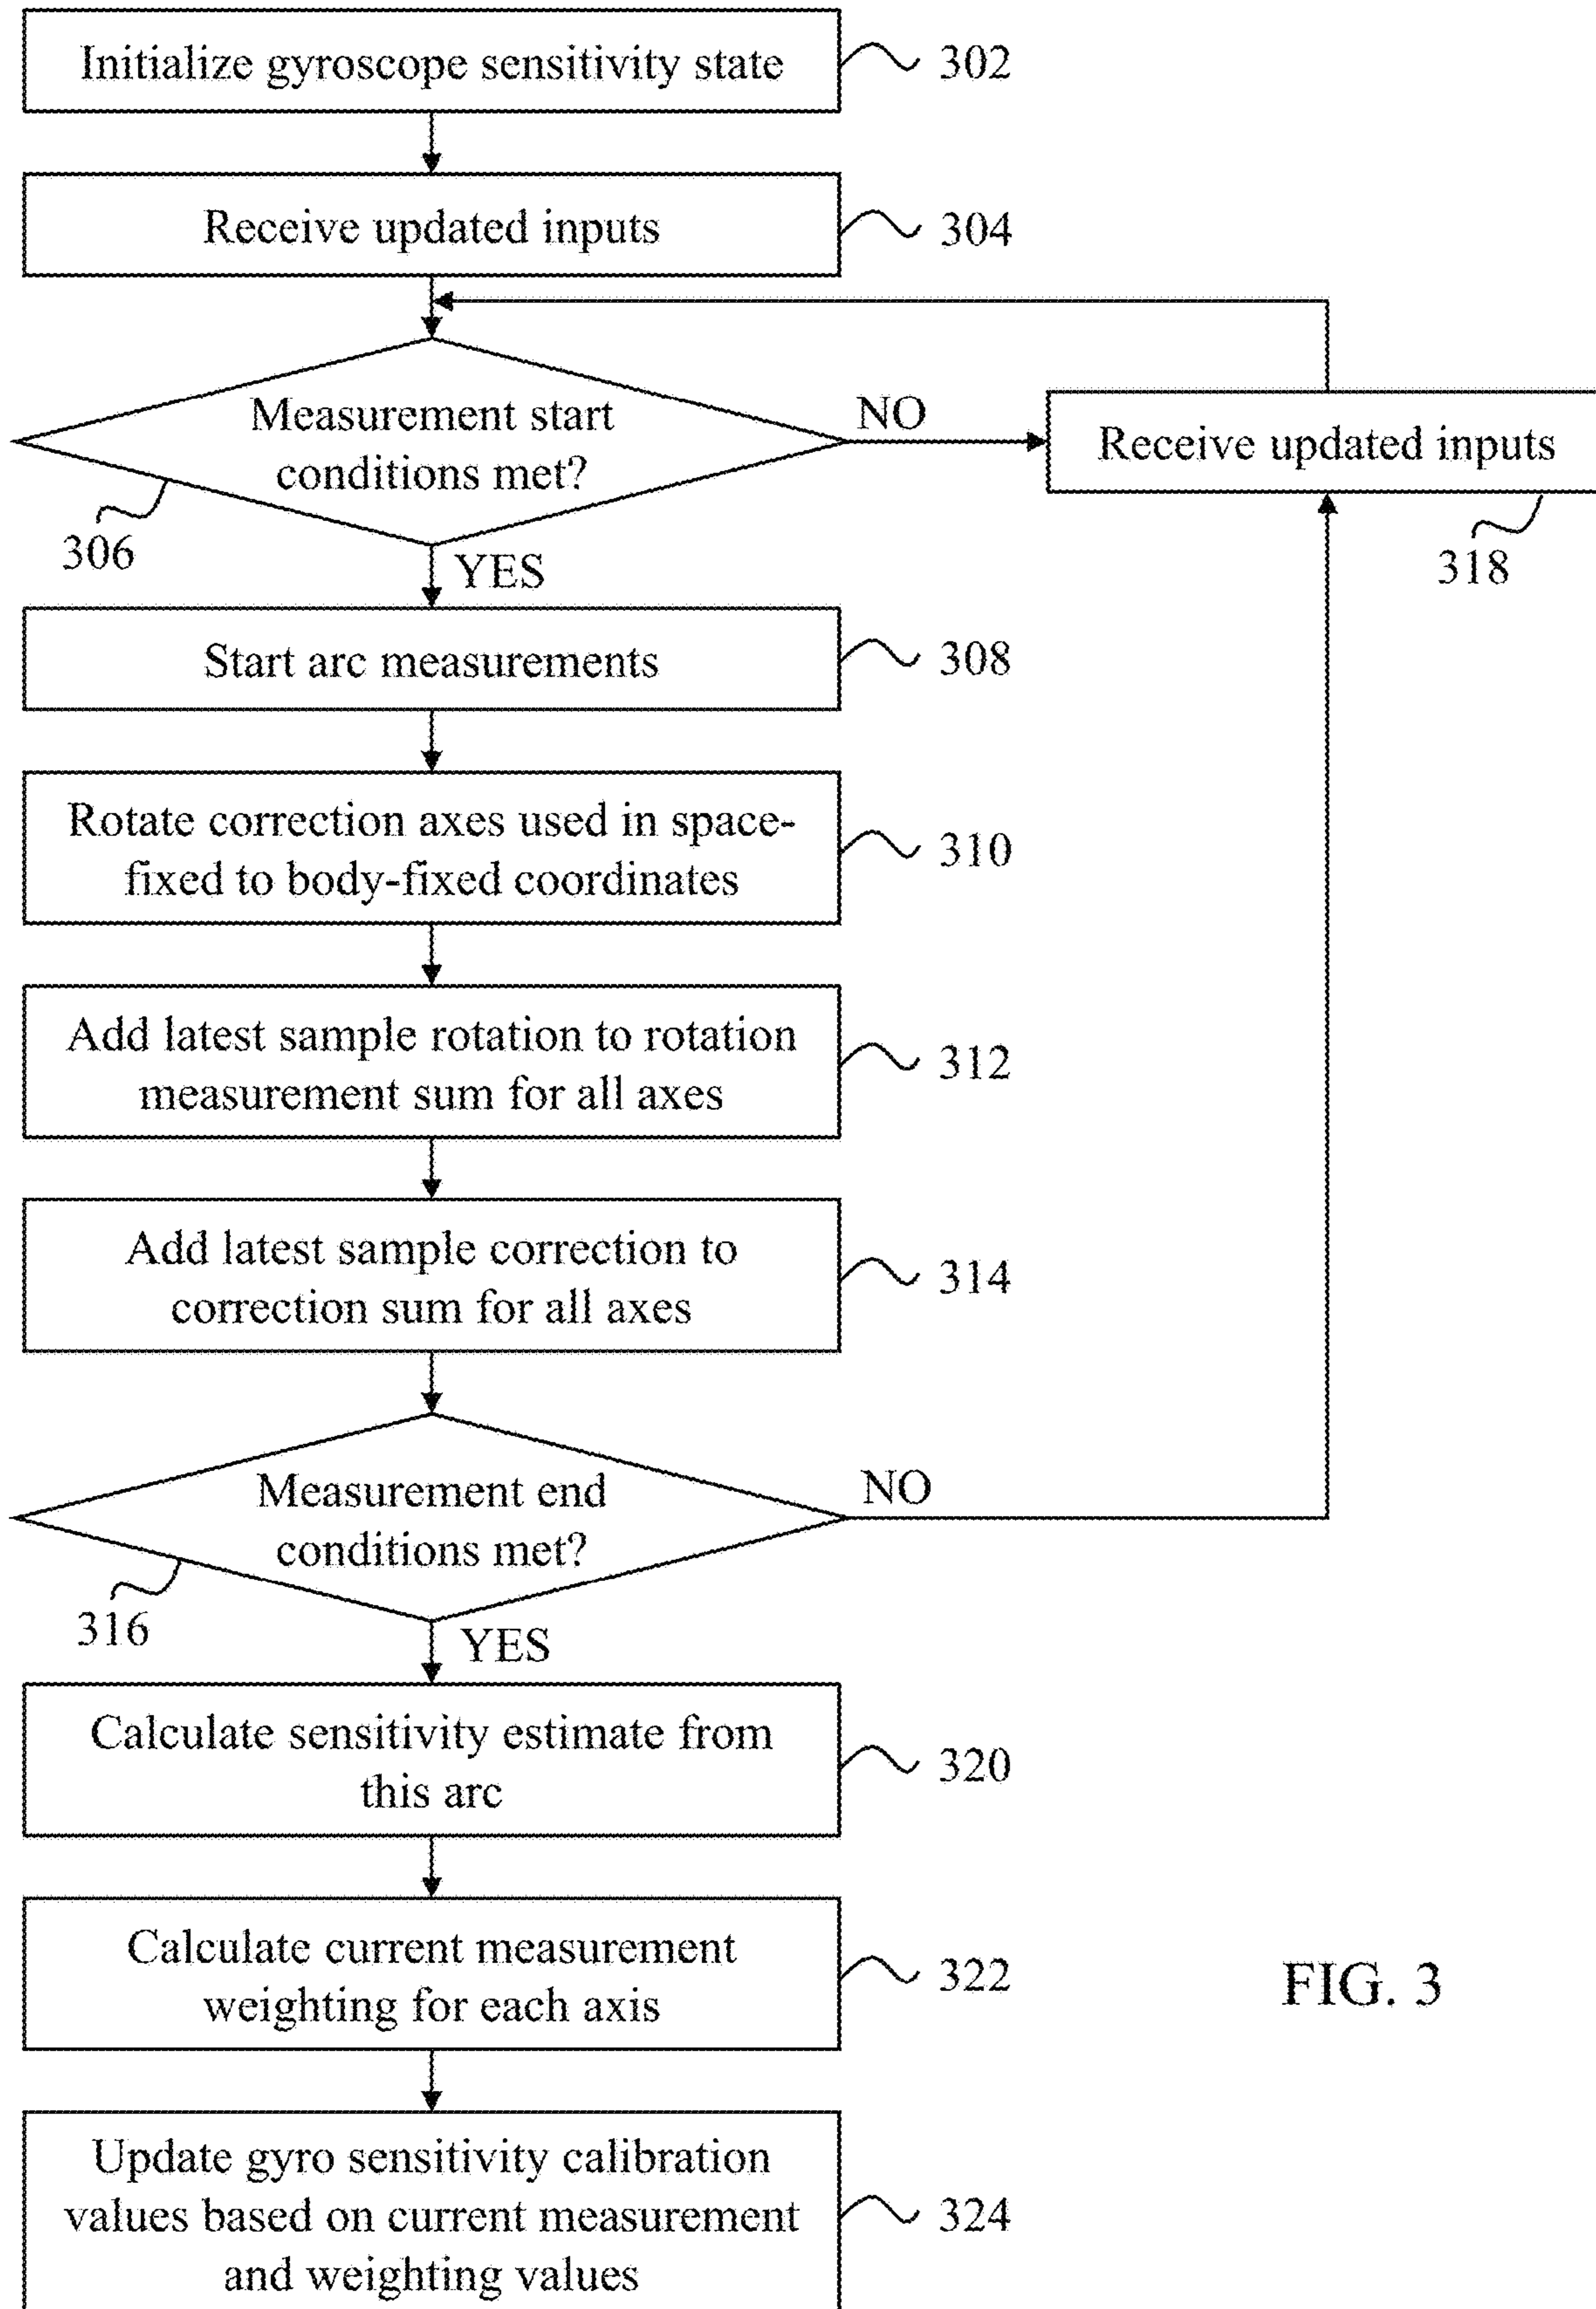 Initialize gyroscope sensitivity state
302
Receive updated inputs
304
Measurement start
conditions met?
NO
306
YES
Receive updated inputs
318
Start arc measurements
308
Rotate correction axes used in space-
fixed to body-fixed coordinates
310
Add latest sample rotation to rotation
measurement sum for all axes
312
Add latest sample correction to
correction sum for all axes
314
Measurement end
conditions met?
NO
316
YES
Calculate sensitivity estimate from
this arc
320
Calculate current measurement
weighting for each axis
322
FIG. 3
Update gyro sensitivity calibration
values based on current measurement
and weighting values
324